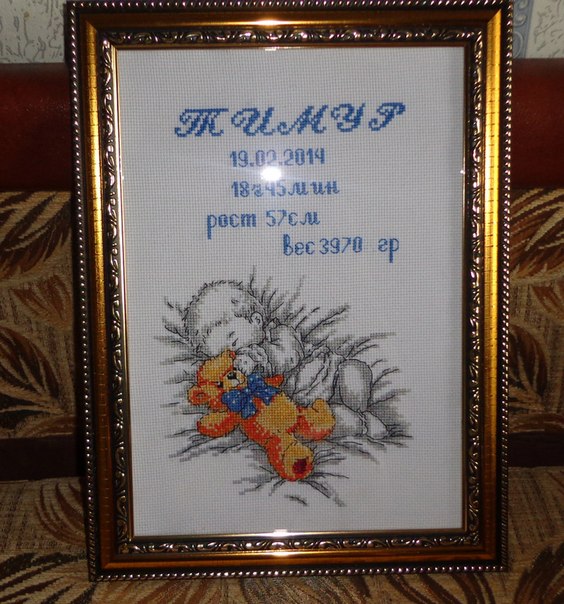 ТИМУР
19.02.2014
18ч45мин
рост 57см
вес 3970 гр